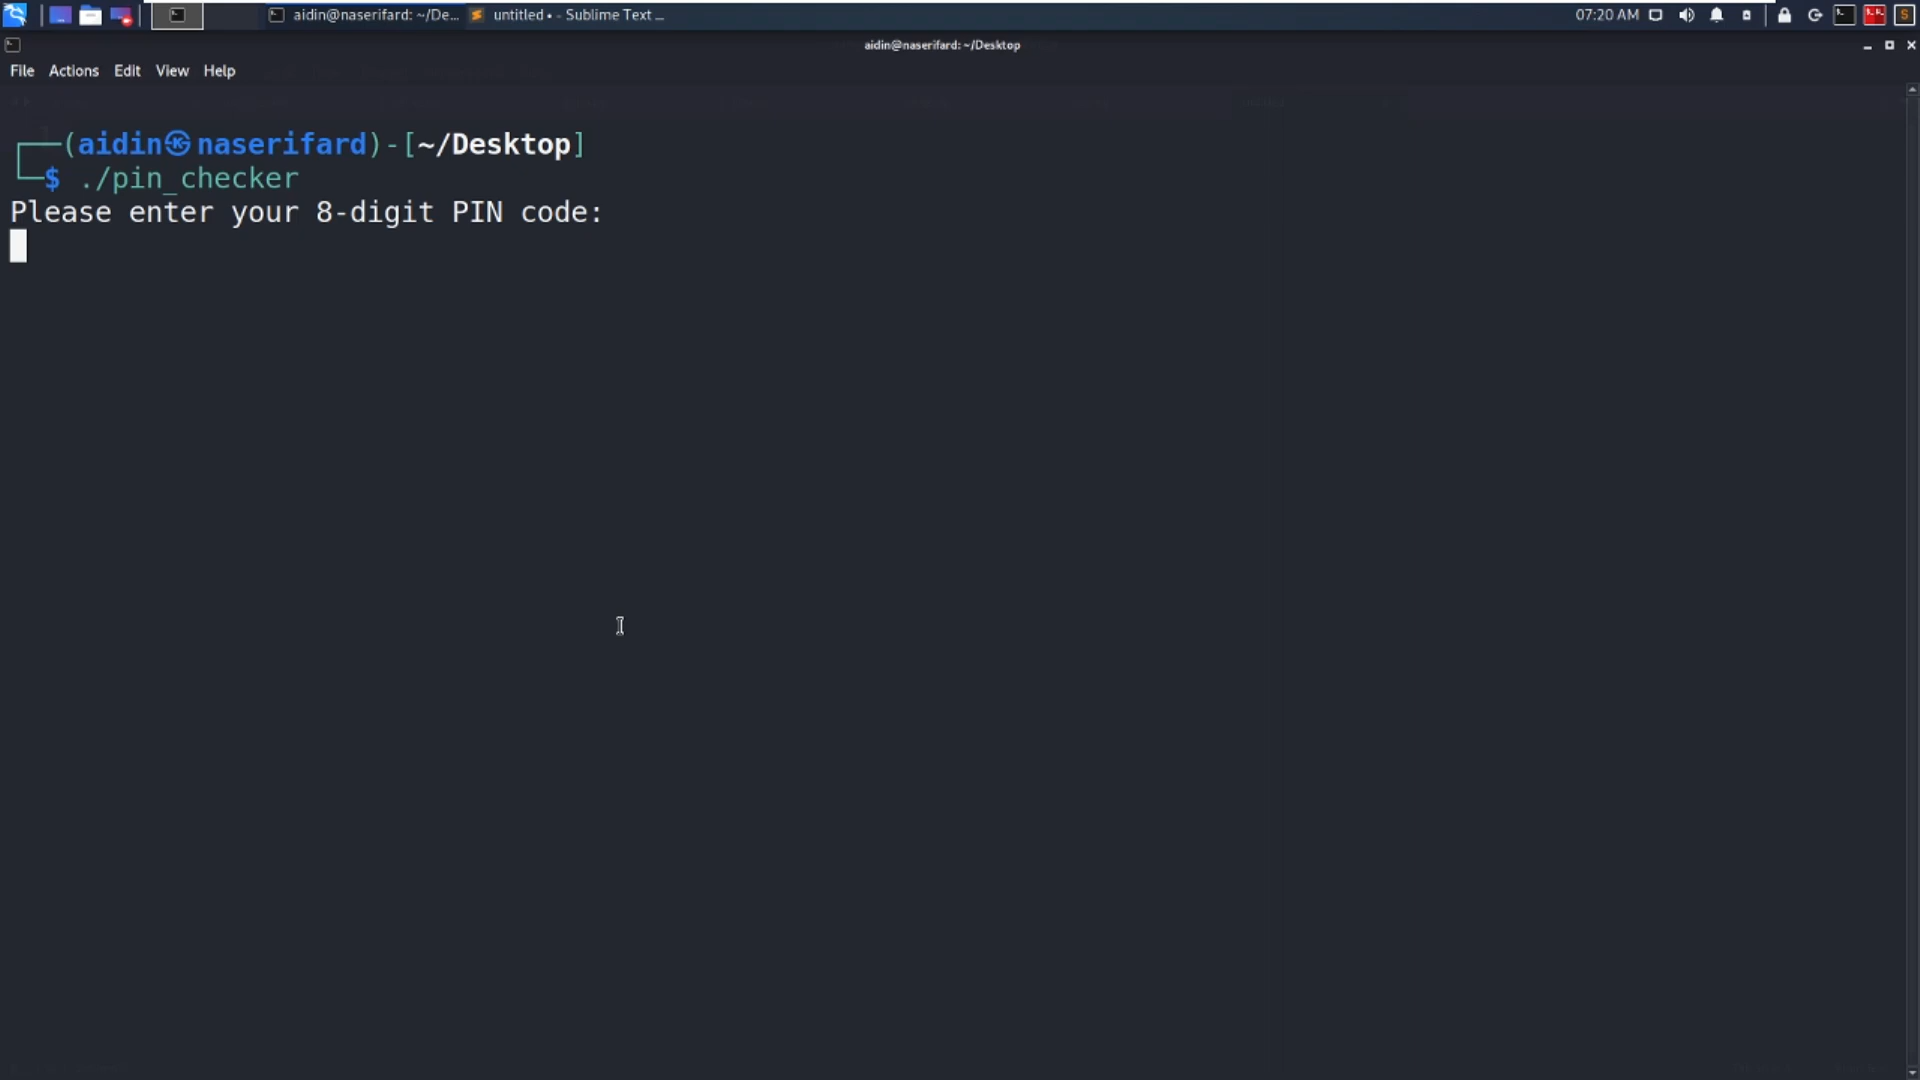 aidin@naserifard: ~/De...
untitled • - Sublime Text ...
07:20 AM
aidin@naserifard: ~/Desktop
File Actions Edit View Help
(aidin㉿naserifard)-[~/Desktop]
$ ./pin_checker
Please enter your 8-digit PIN code: